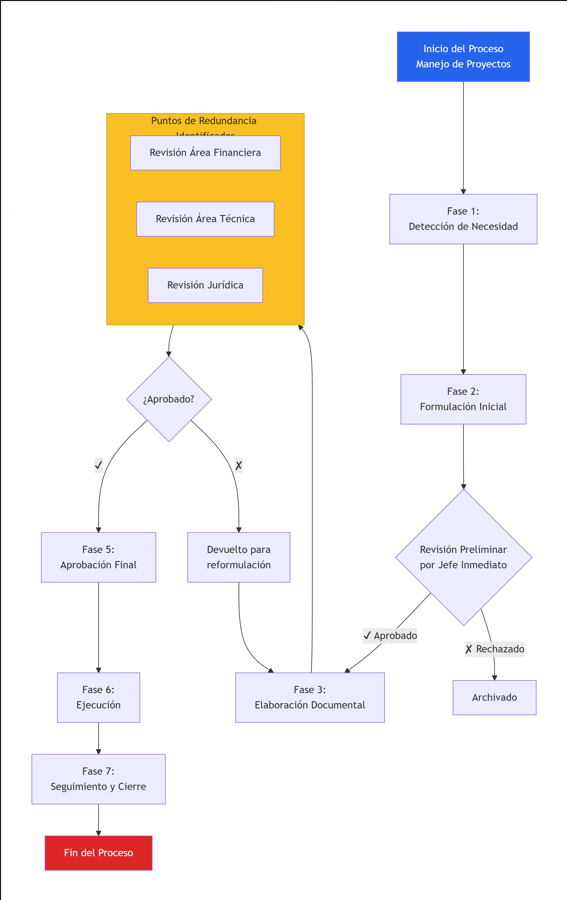 Inicio del Proceso
Manejo de Proyectos
Fase 1:
Detección de Necesidad
Fase 2:
Formulación Inicial
Revisión Preliminar
por Jefe Inmediato
✔ Aprobado
✘ Rechazado
Archivado
Fase 3:
Elaboración Documental
Puntos de Redundancia
Identificados
Revisión Área Financiera
Revisión Área Técnica
Revisión Jurídica
¿Aprobado?
✔
✘
Fase 5:
Aprobación Final
Devuelto para
reformulación
Fase 6:
Ejecución
Fase 7:
Seguimiento y Cierre
Fin del Proceso